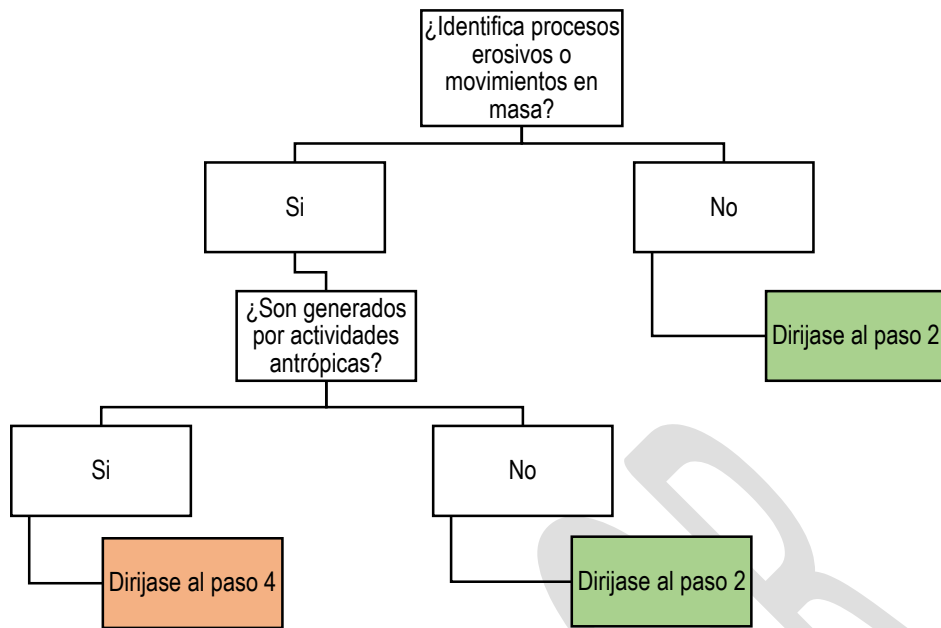 ¿Identifica procesos
erosivos o
movimientos en
masa?
Si
No
¿Son generados
por actividades
antrópicas?
Dirijase al paso 2
Si
No
Dirijase al paso 4
Dirijase al paso 2